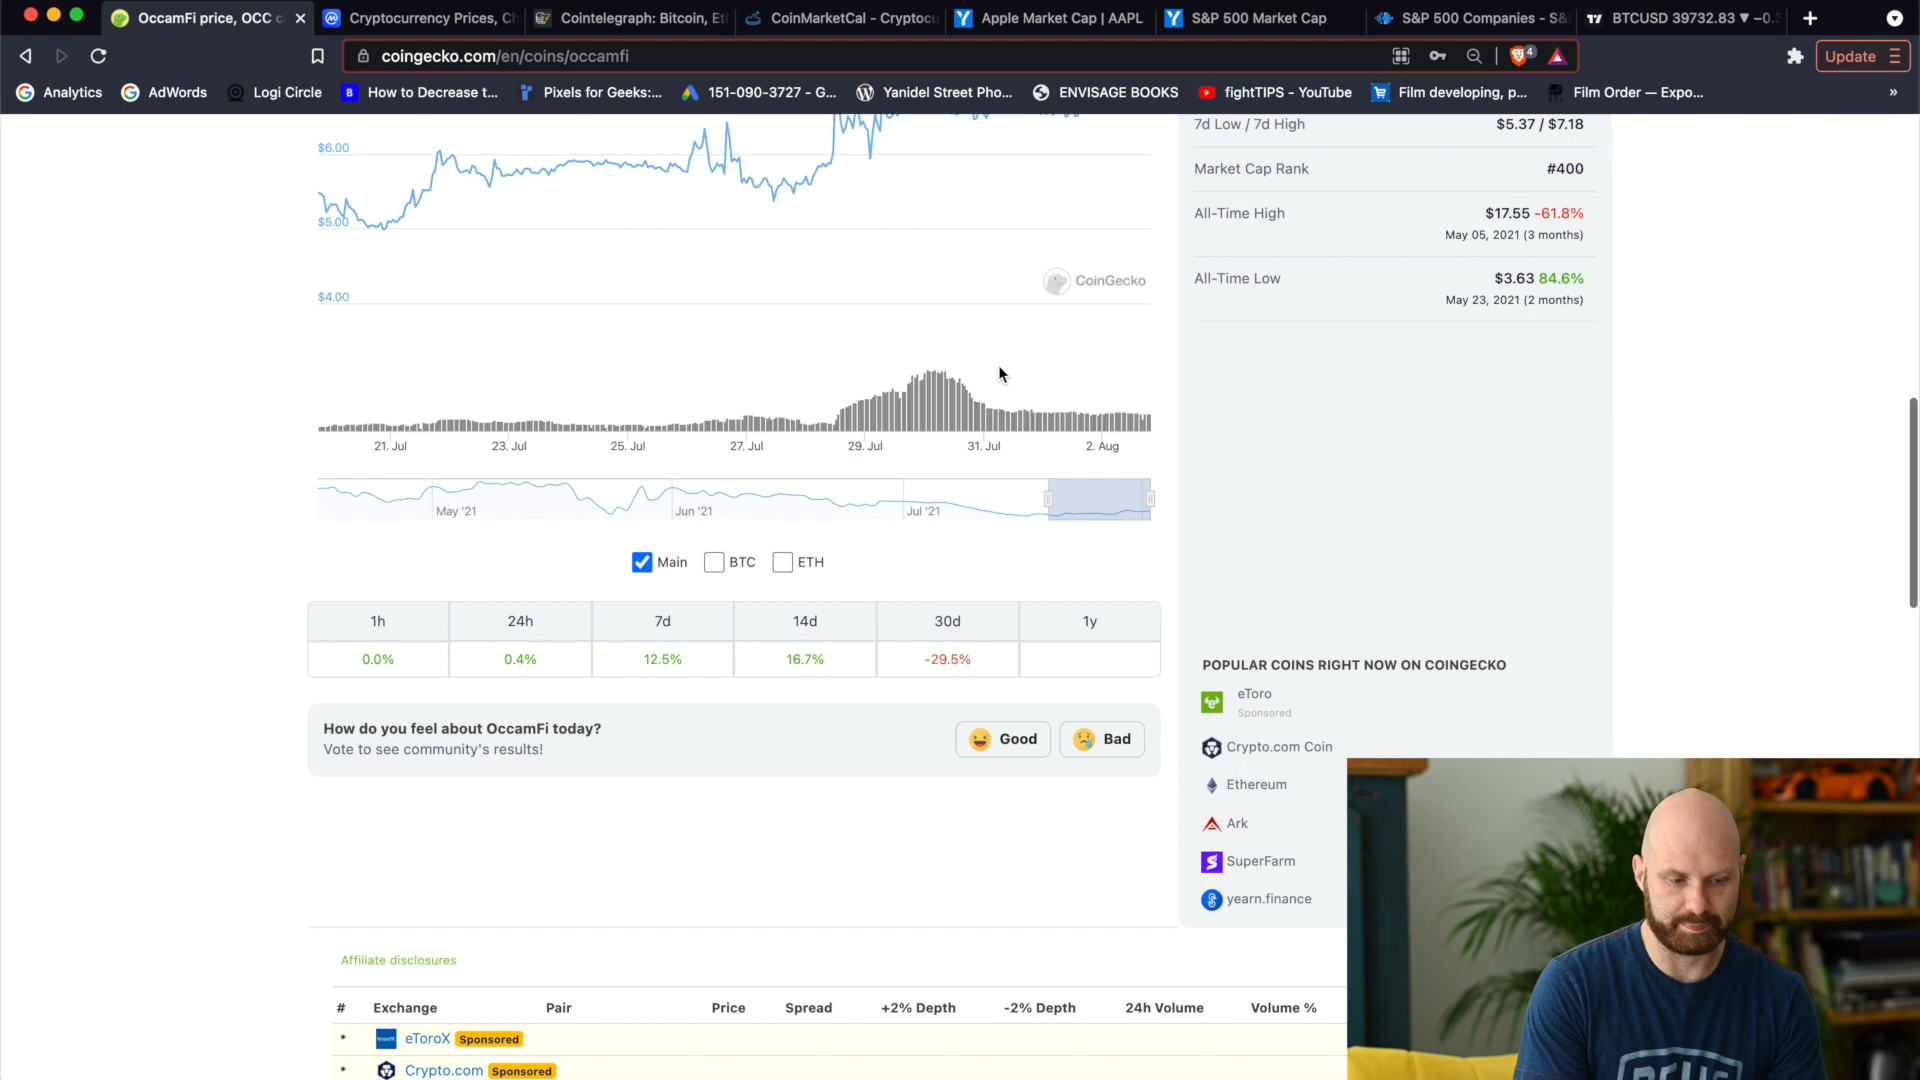 OccamFi price, OCC c
Cryptocurrency Prices, Ch
Cointelegraph: Bitcoin, Et
CoinMarketCal - Cryptocu
Apple Market Cap | AAPL
S&P 500 Market Cap
S&P 500 Companies - S&
BTCUSD 39732.83 ▼ −0.3
coingecko.com/en/coins/occamfi
4
Update
Analytics
AdWords
Logi Circle
B
How to Decrease t...
Pixels for Geeks:...
151-090-3727 - G...
Yanidel Street Pho...
ENVISAGE BOOKS
fightTIPS - YouTube
Film developing, p...
Film Order — Expo...
»
$6.00
$5.00
$4.00
CoinGecko
21. Jul 23. Jul 25. Jul 27. Jul 29. Jul 31. Jul 2. Aug
May '21 Jun '21 Jul '21
Main BTC ETH
1h 24h 7d 14d 30d 1y
0.0% 0.4% 12.5% 16.7% -29.5%
How do you feel about OccamFi today?
Vote to see community's results!
Good Bad
7d Low / 7d High $5.37 / $7.18
Market Cap Rank #400
All-Time High $17.55 -61.8%
May 05, 2021 (3 months)
All-Time Low $3.63 84.6%
May 23, 2021 (2 months)
POPULAR COINS RIGHT NOW ON COINGECKO
eToro
Sponsored
Crypto.com Coin
Ethereum
Ark
SuperFarm
yearn.finance
Affiliate disclosures
# Exchange Pair Price Spread +2% Depth -2% Depth 24h Volume Volume %
* eToroX Sponsored
* Crypto.com Sponsored